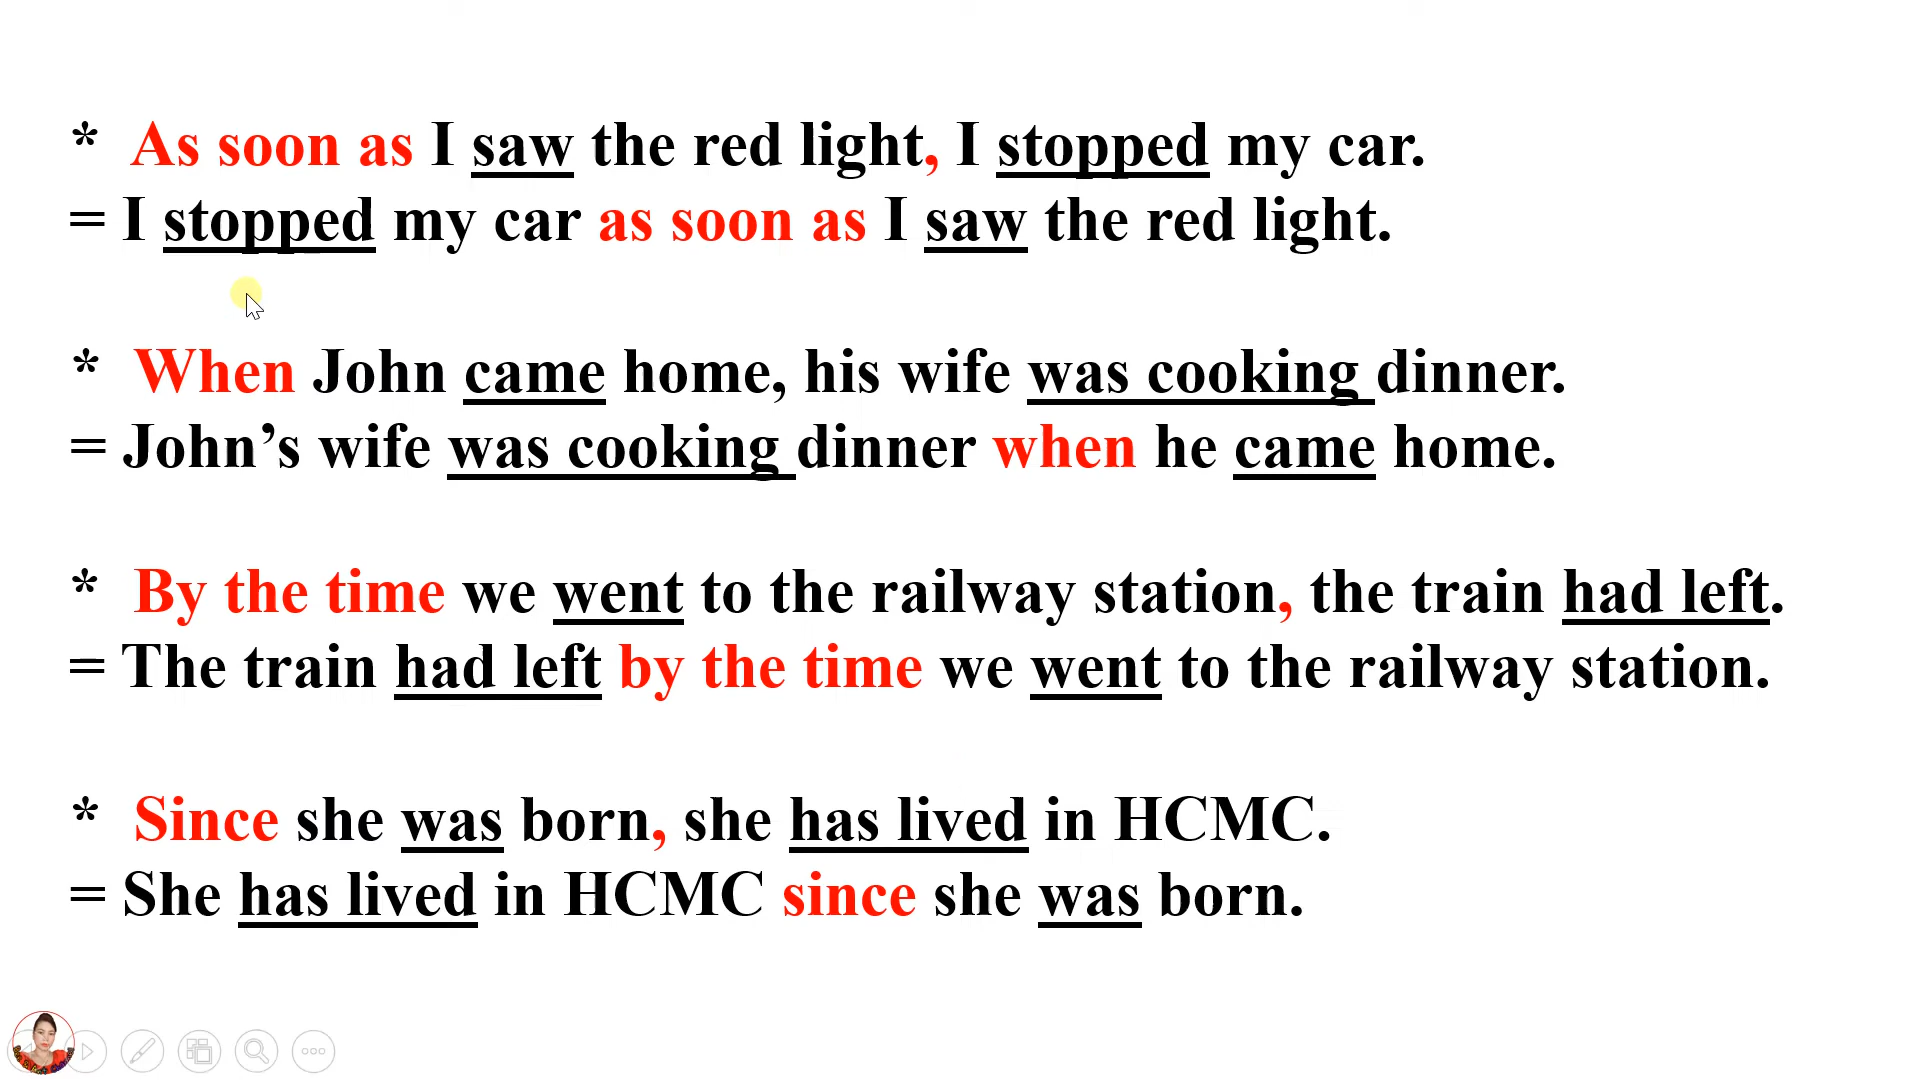 * As soon as I saw the red light, I stopped my car.
= I stopped my car as soon as I saw the red light.
* When John came home, his wife was cooking dinner.
= John’s wife was cooking dinner when he came home.
* By the time we went to the railway station, the train had left.
= The train had left by the time we went to the railway station.
* Since she was born, she has lived in HCMC.
= She has lived in HCMC since she was born.